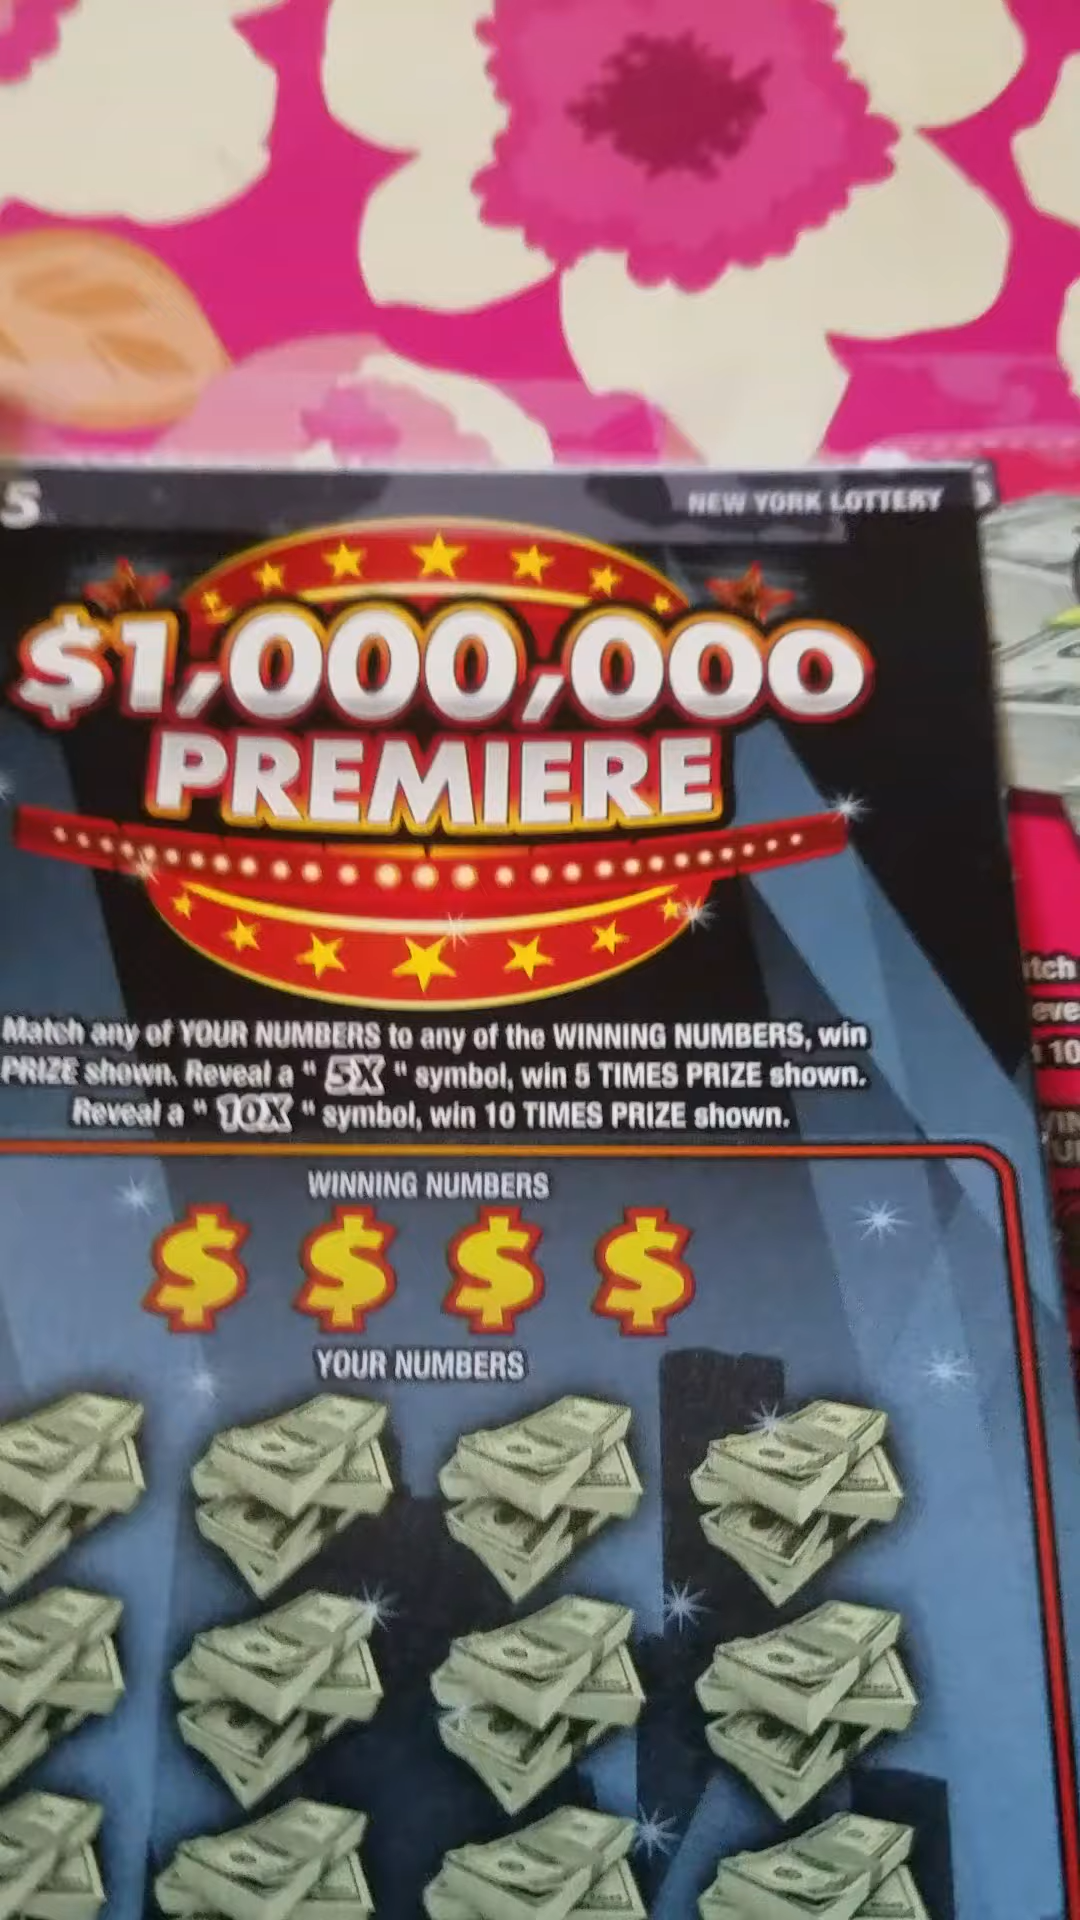 5
NEW YORK LOTTERY
$1,000,000
PREMIERE
Match any of YOUR NUMBERS to any of the WINNING NUMBERS, win
PRIZE shown. Reveal a " 5X " symbol, win 5 TIMES PRIZE shown.
Reveal a " 10X " symbol, win 10 TIMES PRIZE shown.
WINNING NUMBERS
$ $ $ $
YOUR NUMBERS
10